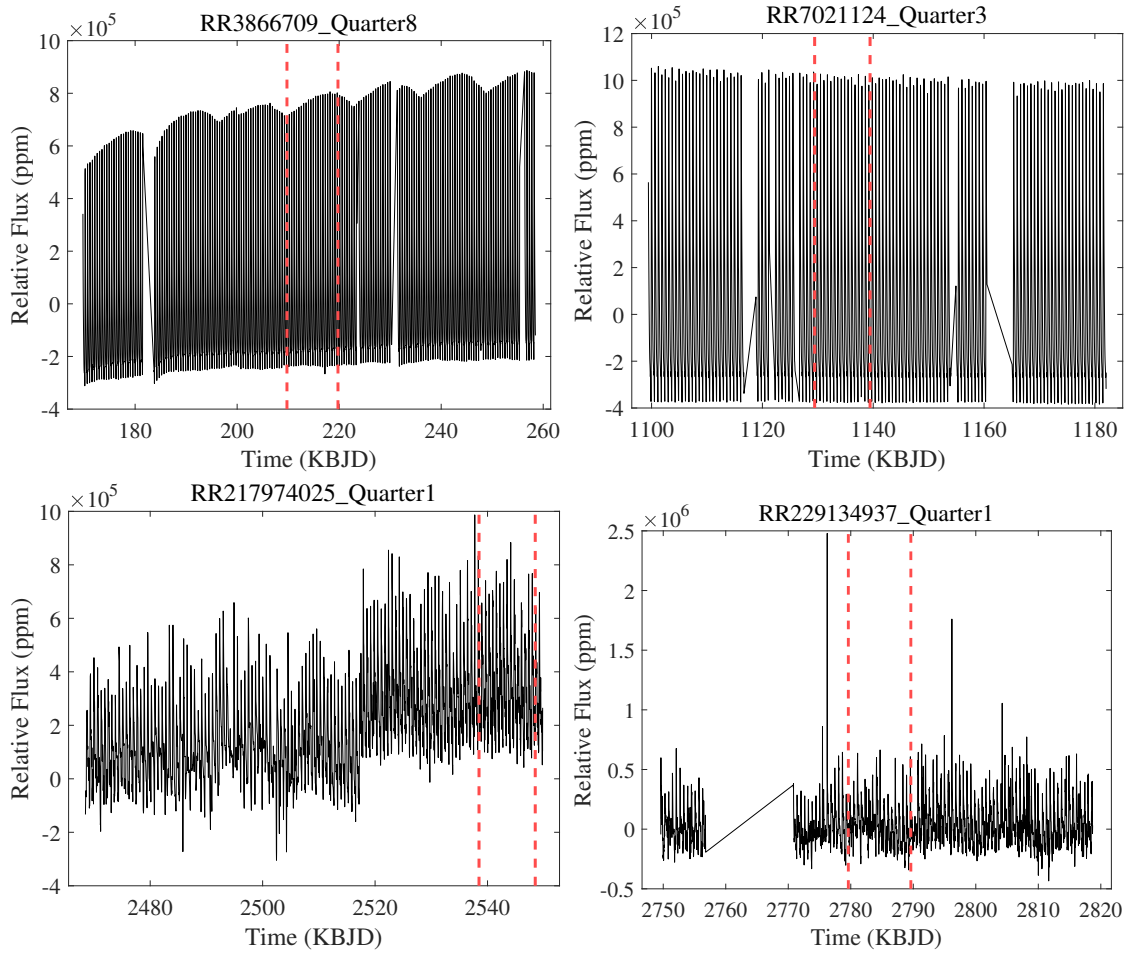 RR3866709_Quarter8
×10^5
10
8
6
4
2
0
-2
-4
Relative Flux (ppm)
180 200 220 240 260
Time (KBJD)
RR7021124_Quarter3
×10^5
12
10
8
6
4
2
0
-2
-4
Relative Flux (ppm)
1100 1120 1140 1160 1180
Time (KBJD)
RR217974025_Quarter1
×10^5
10
8
6
4
2
0
-2
-4
Relative Flux (ppm)
2480 2500 2520 2540
Time (KBJD)
RR229134937_Quarter1
×10^6
2.5
2
1.5
1
0.5
0
-0.5
Relative Flux (ppm)
2750 2760 2770 2780 2790 2800 2810 2820
Time (KBJD)